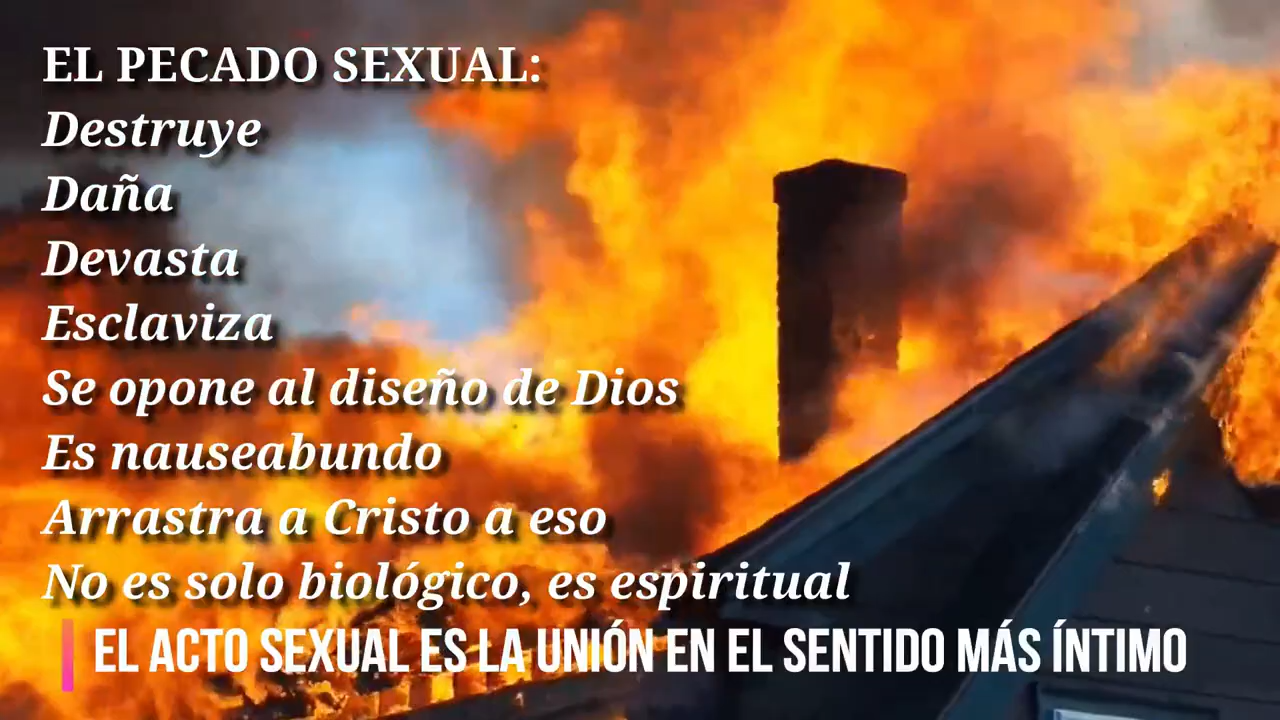 EL PECADO SEXUAL:
Destruye
Daña
Devasta
Esclaviza
Se opone al diseño de Dios
Es nauseabundo
Arrastra a Cristo a eso
No es solo biológico, es espiritual
EL ACTO SEXUAL ES LA UNIÓN EN EL SENTIDO MÁS ÍNTIMO